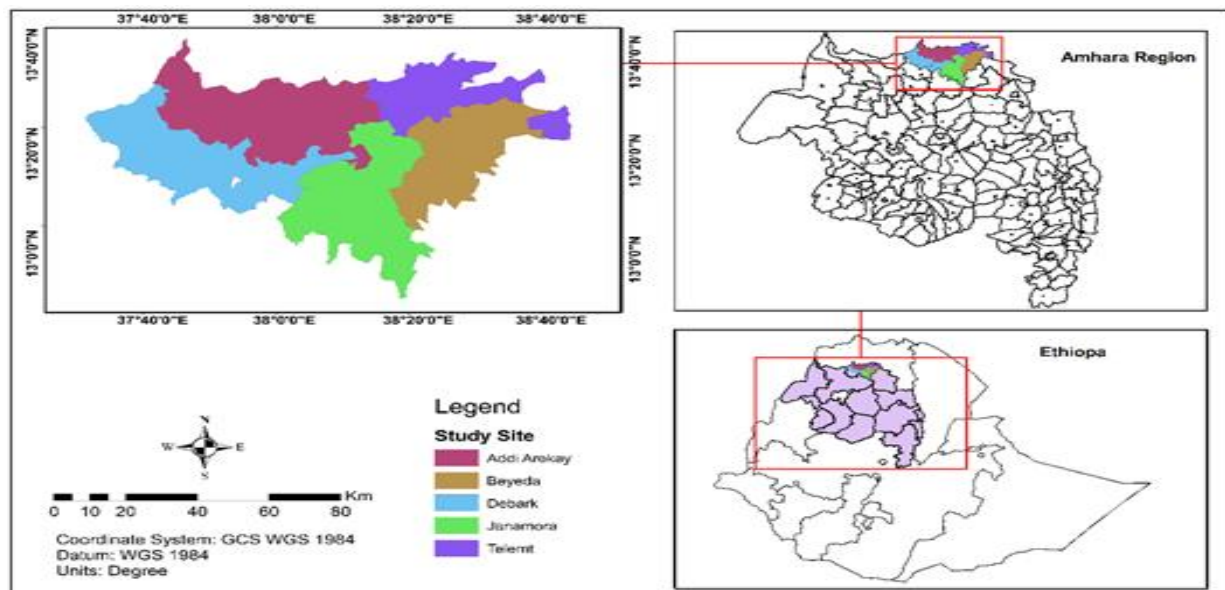 37°40'0"E 38°0'0"E 38°20'0"E 38°40'0"E
13°40'0"N
13°20'0"N
13°0'0"N
13°40'0"N
13°20'0"N
13°0'0"N
37°40'0"E 38°0'0"E 38°20'0"E 38°40'0"E
Amhara Region
Ethiopa
N
W E
S
0 10 20 40 60 80 Km
Coordinate System: GCS WGS 1984
Datum: WGS 1984
Units: Degree
Legend
Study Site
Addi Arekay
Beyeda
Debark
Janamora
Telemt